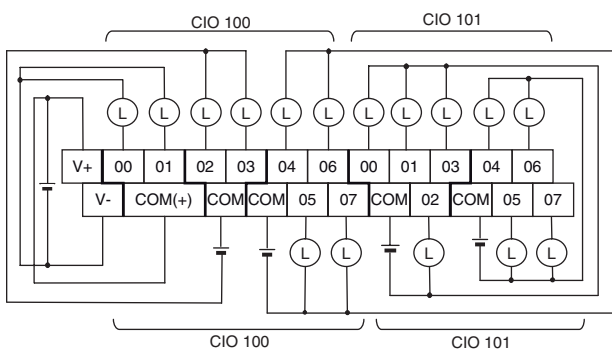 CIO 100 CIO 101
L L L L L L L L L L L
V+ 00 01 02 03 04 06 00 01 03 04 06
V- COM(+) COM COM 05 07 COM 02 COM 05 07
L L L L L
CIO 100 CIO 101